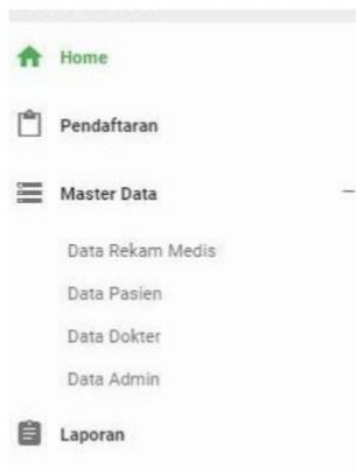 Home
Pendaftaran
Master Data
Data Rekam Medis
Data Pasien
Data Dokter
Data Admin
Laporan